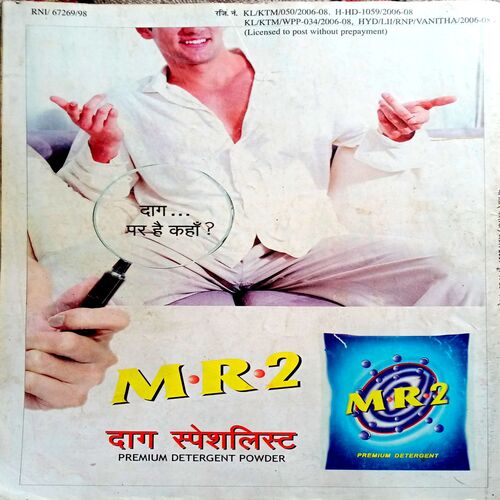 RNI/ 67269/98
रजि. नं. KL/KTM/050/2006-08, H-HD-1059/2006-08
KL/KTM/WPP-034/2006-08, HYD/LII/RNP/VANITHA/2006-08
(Licensed to post without prepayment)
दाग ...
पर है कहाँ ?
M·R·2
दाग स्पेशलिस्ट
PREMIUM DETERGENT POWDER
M·R·2
PREMIUM DETERGENT